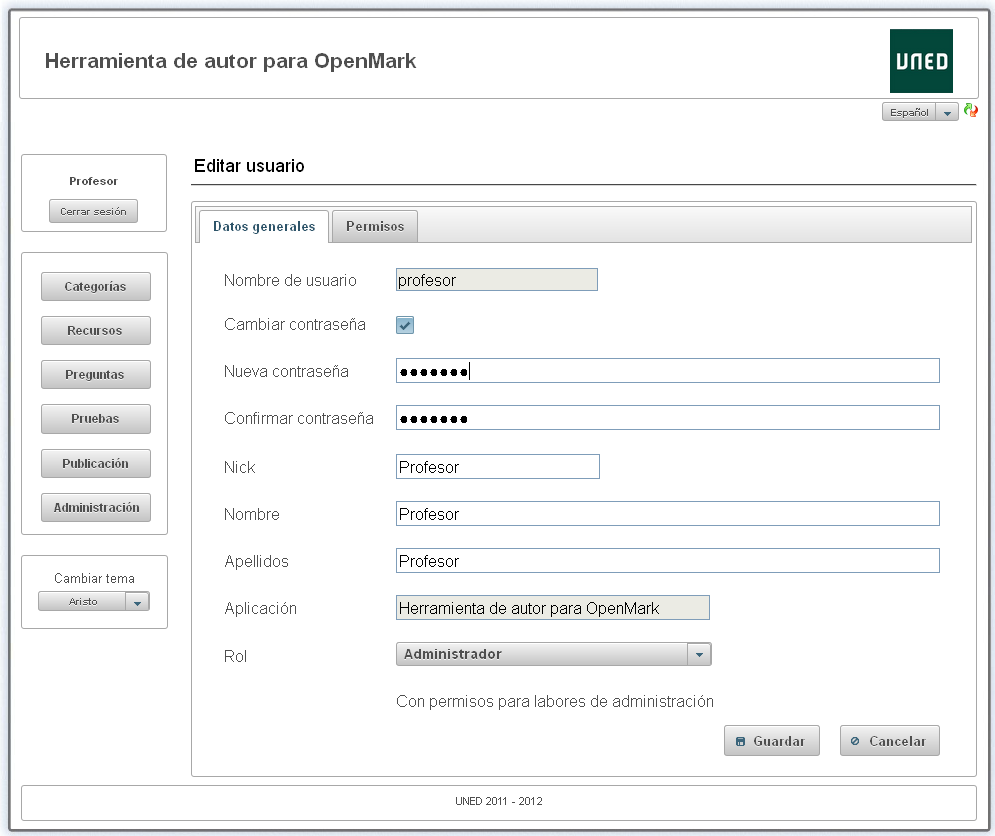 Herramienta de autor para OpenMark
UNED
Español
Profesor
Cerrar sesión
Categorías
Recursos
Preguntas
Pruebas
Publicación
Administración
Cambiar tema
Aristo
Editar usuario
Datos generales
Permisos
Nombre de usuario
profesor
Cambiar contraseña
Nueva contraseña
●●●●●●●
Confirmar contraseña
●●●●●●●
Nick
Profesor
Nombre
Profesor
Apellidos
Profesor
Aplicación
Herramienta de autor para OpenMark
Rol
Administrador
Con permisos para labores de administración
Guardar
Cancelar
UNED 2011 - 2012